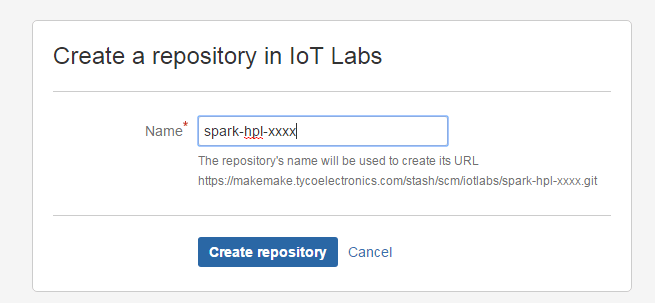 Create a repository in IoT Labs
Name*
spark-hpl-xxxx
The repository's name will be used to create its URL
https://makemake.tycoelectronics.com/stash/scm/iotlabs/spark-hpl-xxxx.git
Create repository Cancel